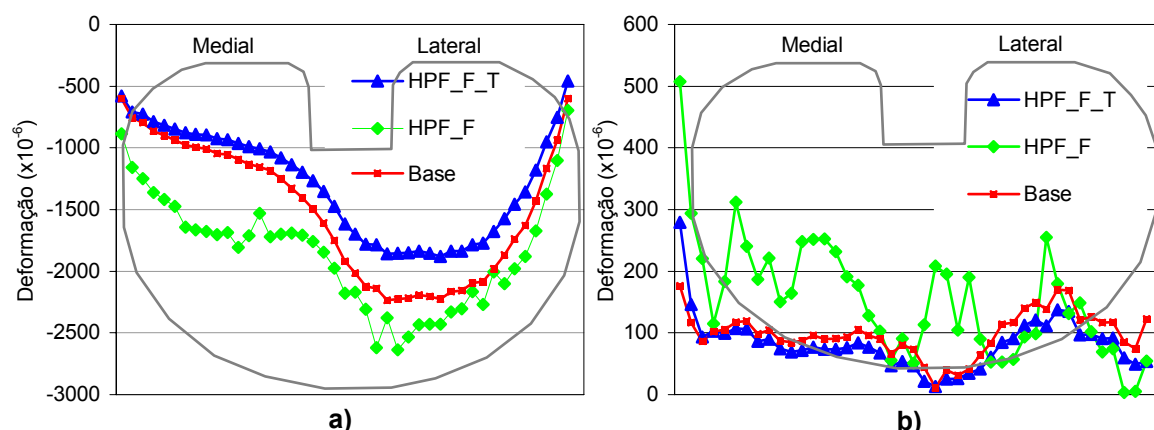 Deformação (x10⁻⁶)
0
-500
-1000
-1500
-2000
-2500
-3000
Medial
Lateral
HPF_F_T
HPF_F
Base
a)
Deformação (x10⁻⁶)
600
500
400
300
200
100
0
Medial
Lateral
HPF_F_T
HPF_F
Base
b)